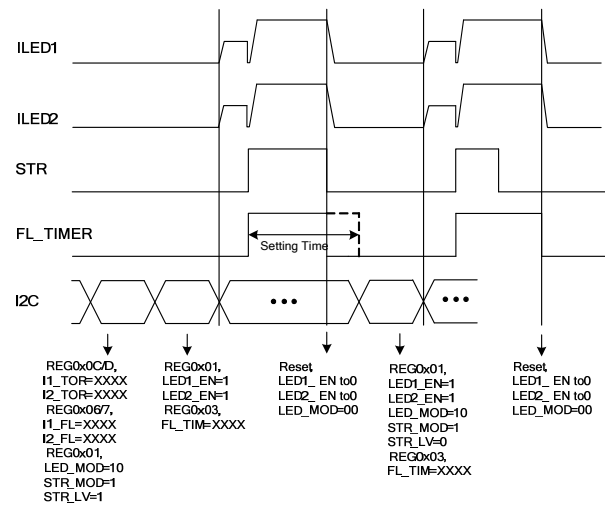 ILED1
ILED2
STR
FL_TIMER
Setting Time
I2C
REG0x0C/D,
I1_TOR=XXXX
I2_TOR=XXXX
REG0x06/7,
I1_FL=XXXX
I2_FL=XXXX
REG0x01,
LED_MOD=10
STR_MOD=1
STR_LV=1
REG0x01,
LED1_EN=1
LED2_EN=1
REG0x03,
FL_TIM=XXXX
Reset,
LED1_ EN to0
LED2_ EN to0
LED_MOD=00
REG0x01,
LED1_EN=1
LED2_EN=1
LED_MOD=10
STR_MOD=1
STR_LV=0
REG0x03,
FL_TIM=XXXX
Reset,
LED1_ EN to0
LED2_ EN to0
LED_MOD=00